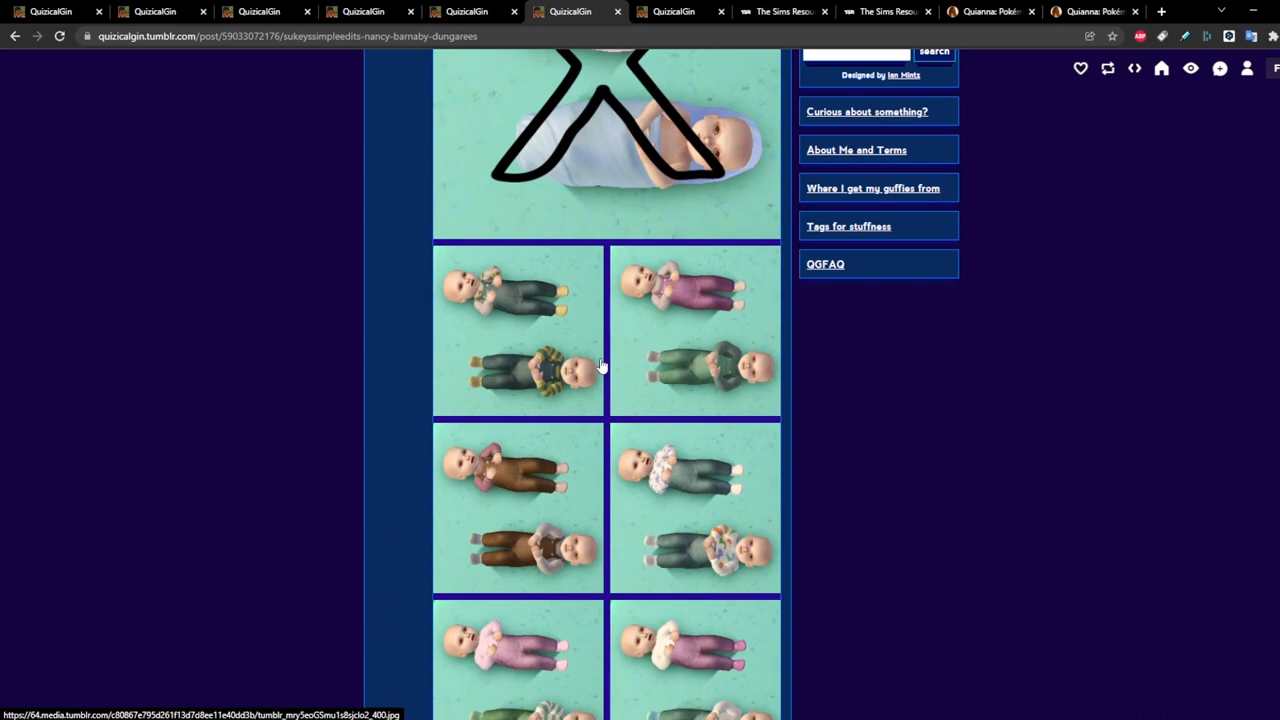 QuizicalGin
QuizicalGin
QuizicalGin
QuizicalGin
QuizicalGin
QuizicalGin
QuizicalGin
The Sims Resou
The Sims Resou
Quianna: Pokém
Quianna: Pokém
quizicalgin.tumblr.com/post/59033072176/sukeyssimpleedits-nancy-barnaby-dungarees
ABP
search
Designed by Ian Mintz
Curious about something?
About Me and Terms
Where I get my guffies from
Tags for stuffness
QGFAQ
https://64.media.tumblr.com/c80867e795d261f13d7d8ee11e40dd3b/tumblr_mry5eoGSmu1s8sjclo2_400.jpg